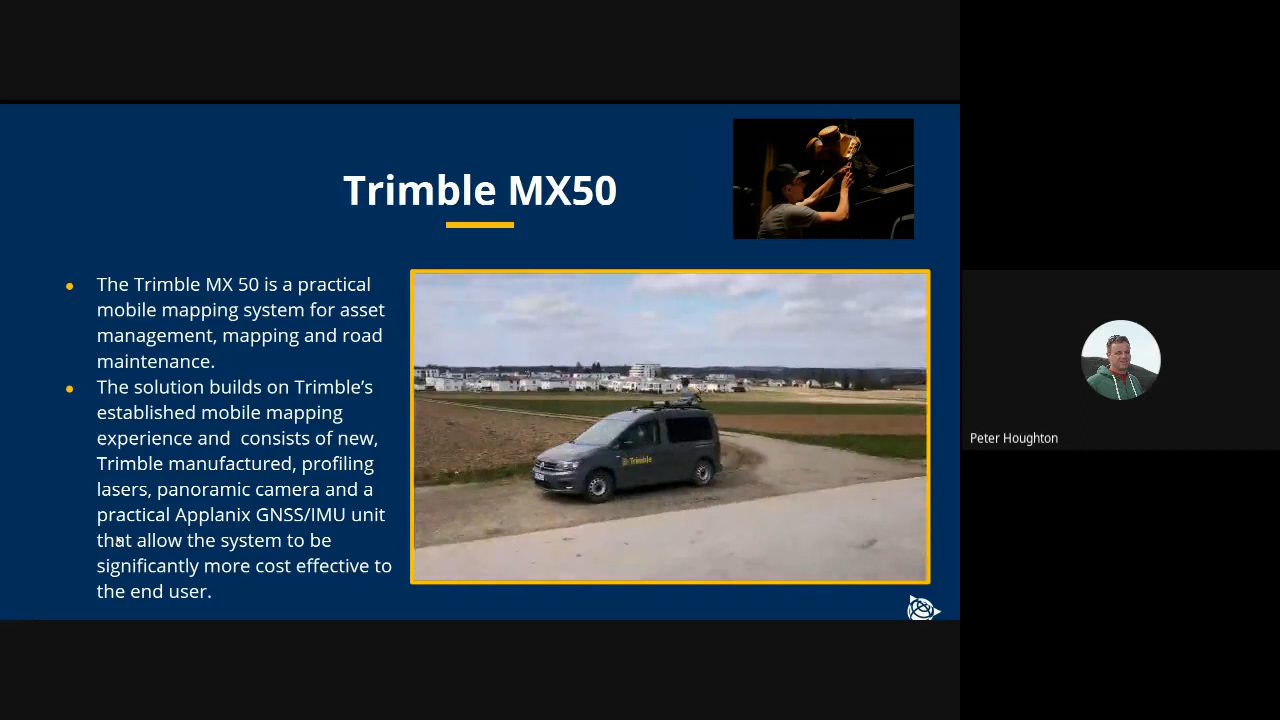 Trimble MX50
The Trimble MX 50 is a practical
mobile mapping system for asset
management, mapping and road
maintenance.
The solution builds on Trimble’s
established mobile mapping
experience and  consists of new,
Trimble manufactured, profiling
lasers, panoramic camera and a
practical Applanix GNSS/IMU unit
that allow the system to be
significantly more cost effective to
the end user.
Trimble
Peter Houghton